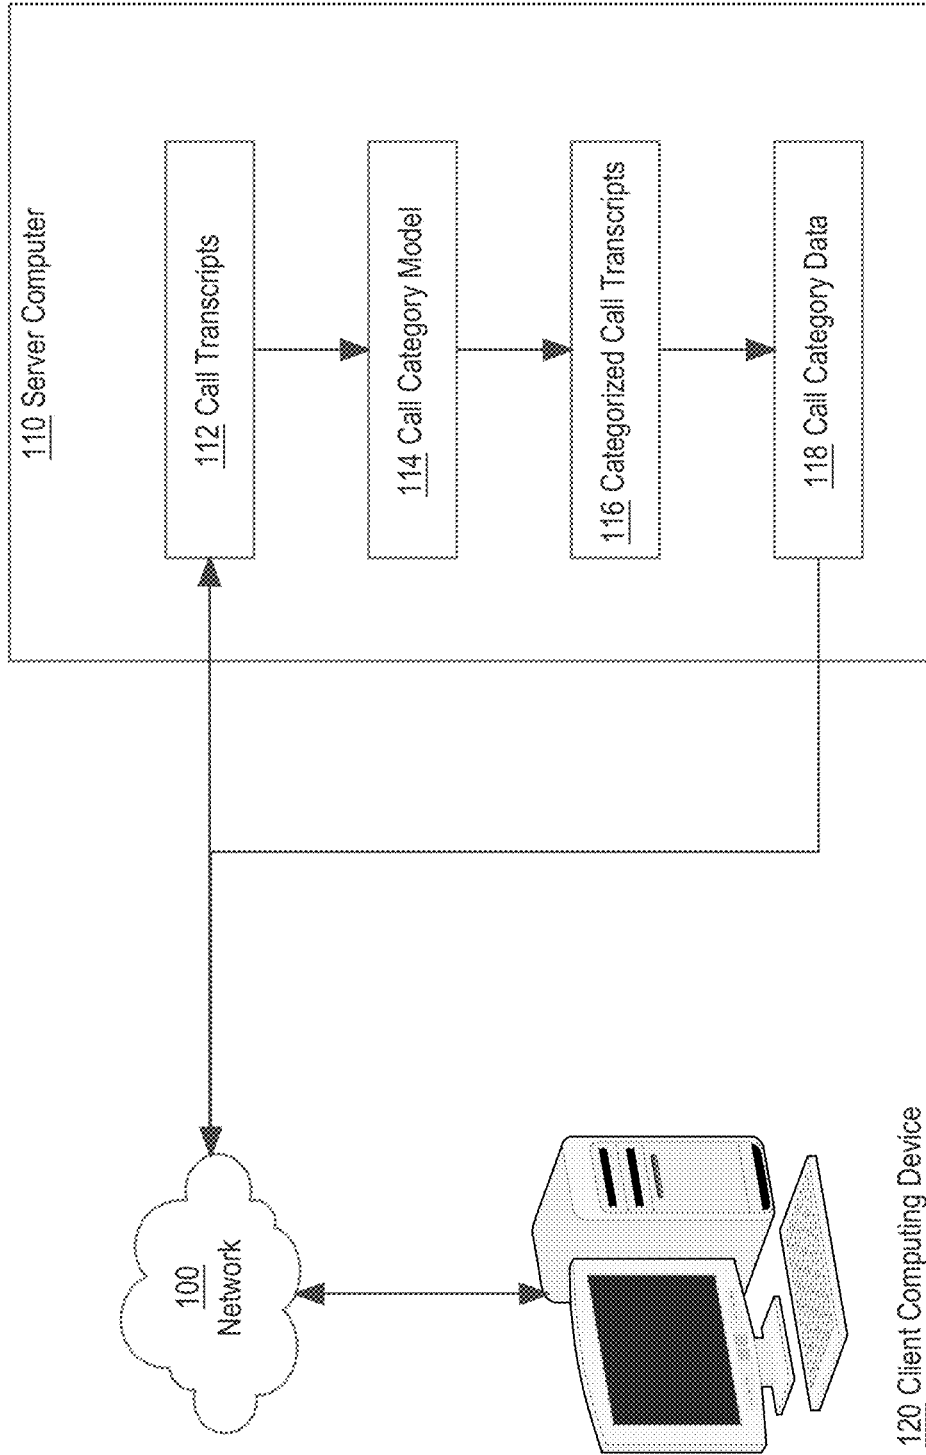 110 Server Computer
112 Call Transcripts
114 Call Category Model
116 Categorized Call Transcripts
118 Call Category Data
100
Network
120 Client Computing Device